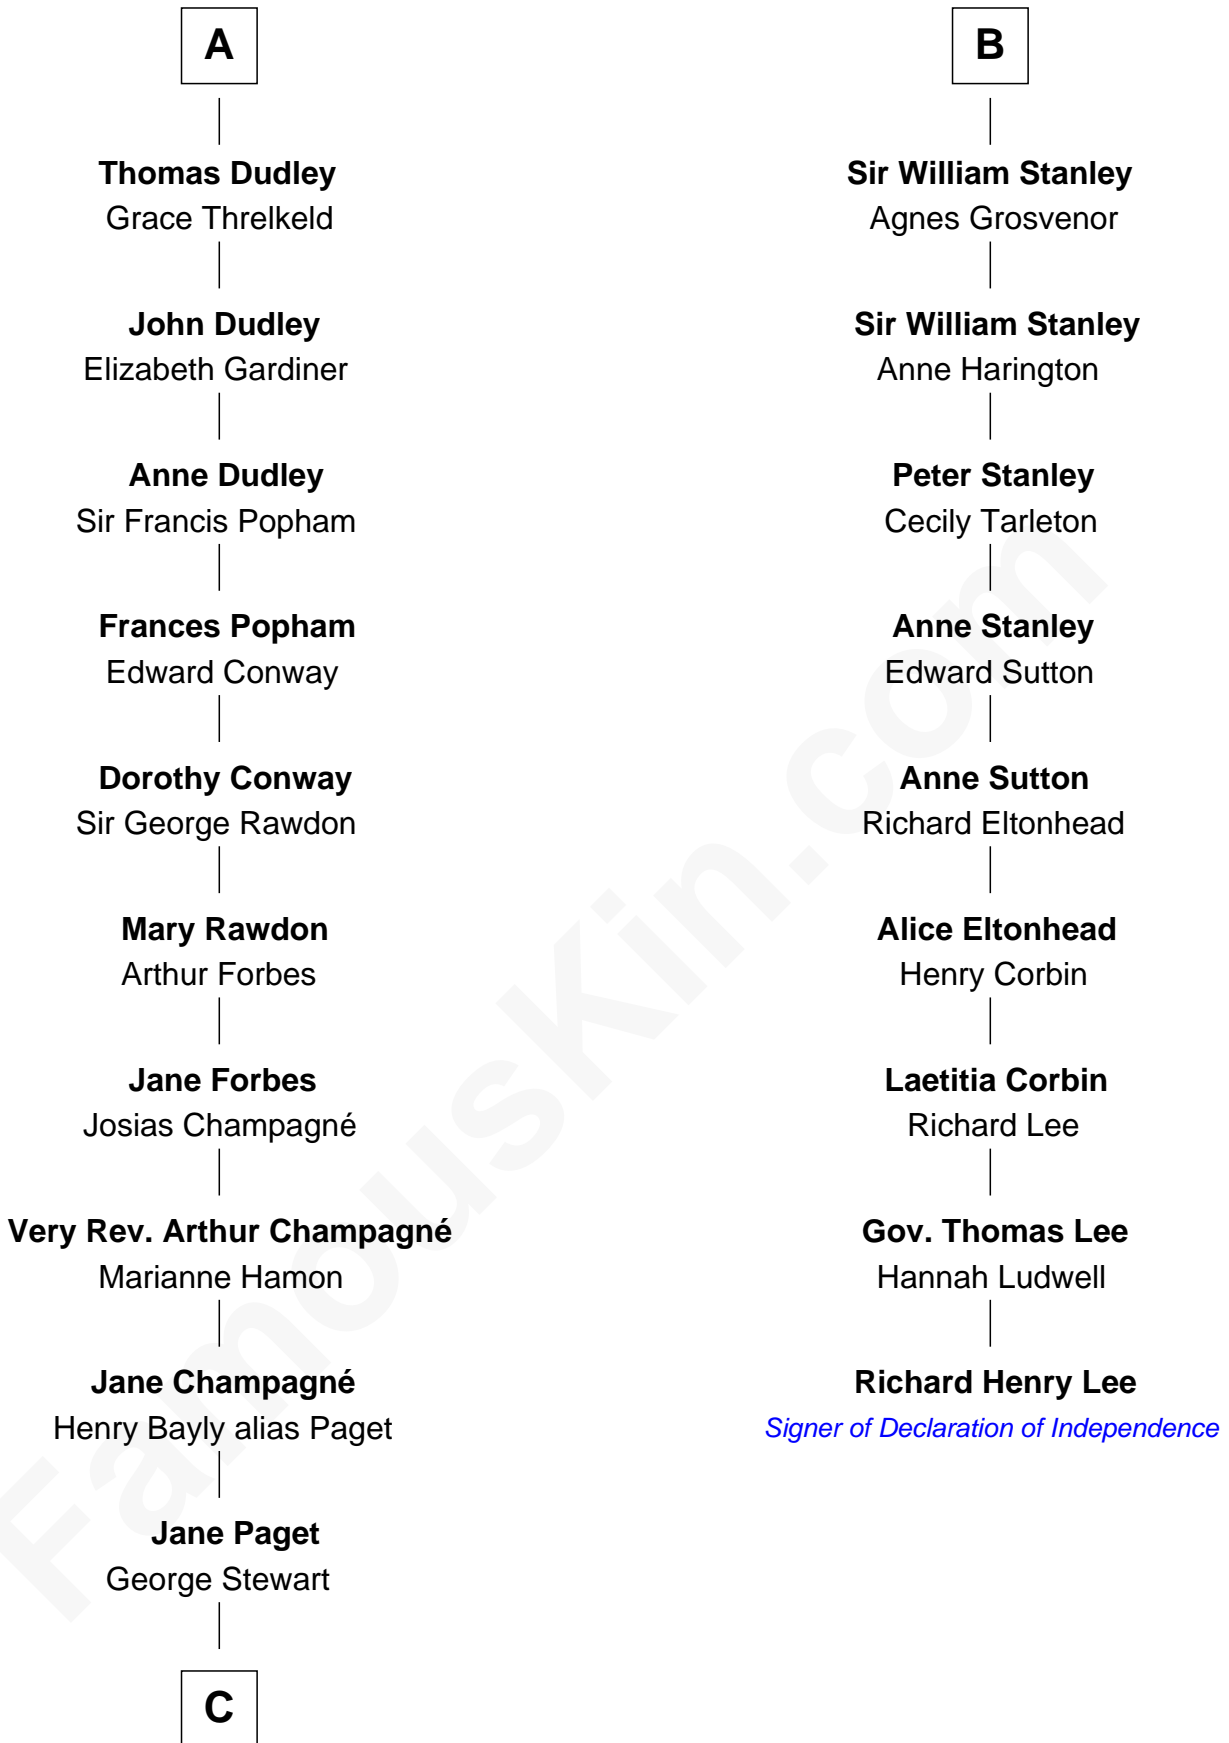 A
Thomas Dudley
Grace Threlkeld
John Dudley
Elizabeth Gardiner
Anne Dudley
Sir Francis Popham
Frances Popham
Edward Conway
Dorothy Conway
Sir George Rawdon
Mary Rawdon
Arthur Forbes
Jane Forbes
Josias Champagné
Very Rev. Arthur Champagné
Marianne Hamon
Jane Champagné
Henry Bayly alias Paget
Jane Paget
George Stewart
C
B
Sir William Stanley
Agnes Grosvenor
Sir William Stanley
Anne Harington
Peter Stanley
Cecily Tarleton
Anne Stanley
Edward Sutton
Anne Sutton
Richard Eltonhead
Alice Eltonhead
Henry Corbin
Laetitia Corbin
Richard Lee
Gov. Thomas Lee
Hannah Ludwell
Richard Henry Lee
Signer of Declaration of Independence
FamousKin.com